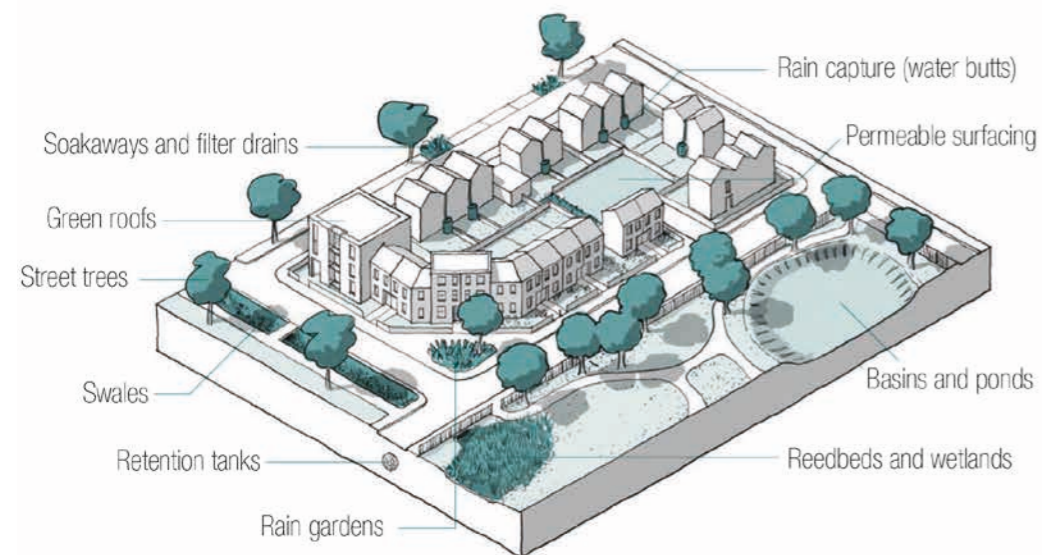 Rain capture (water butts)
Permeable surfacing
Soakaways and filter drains
Green roofs
Street trees
Swales
Basins and ponds
Retention tanks
Reedbeds and wetlands
Rain gardens